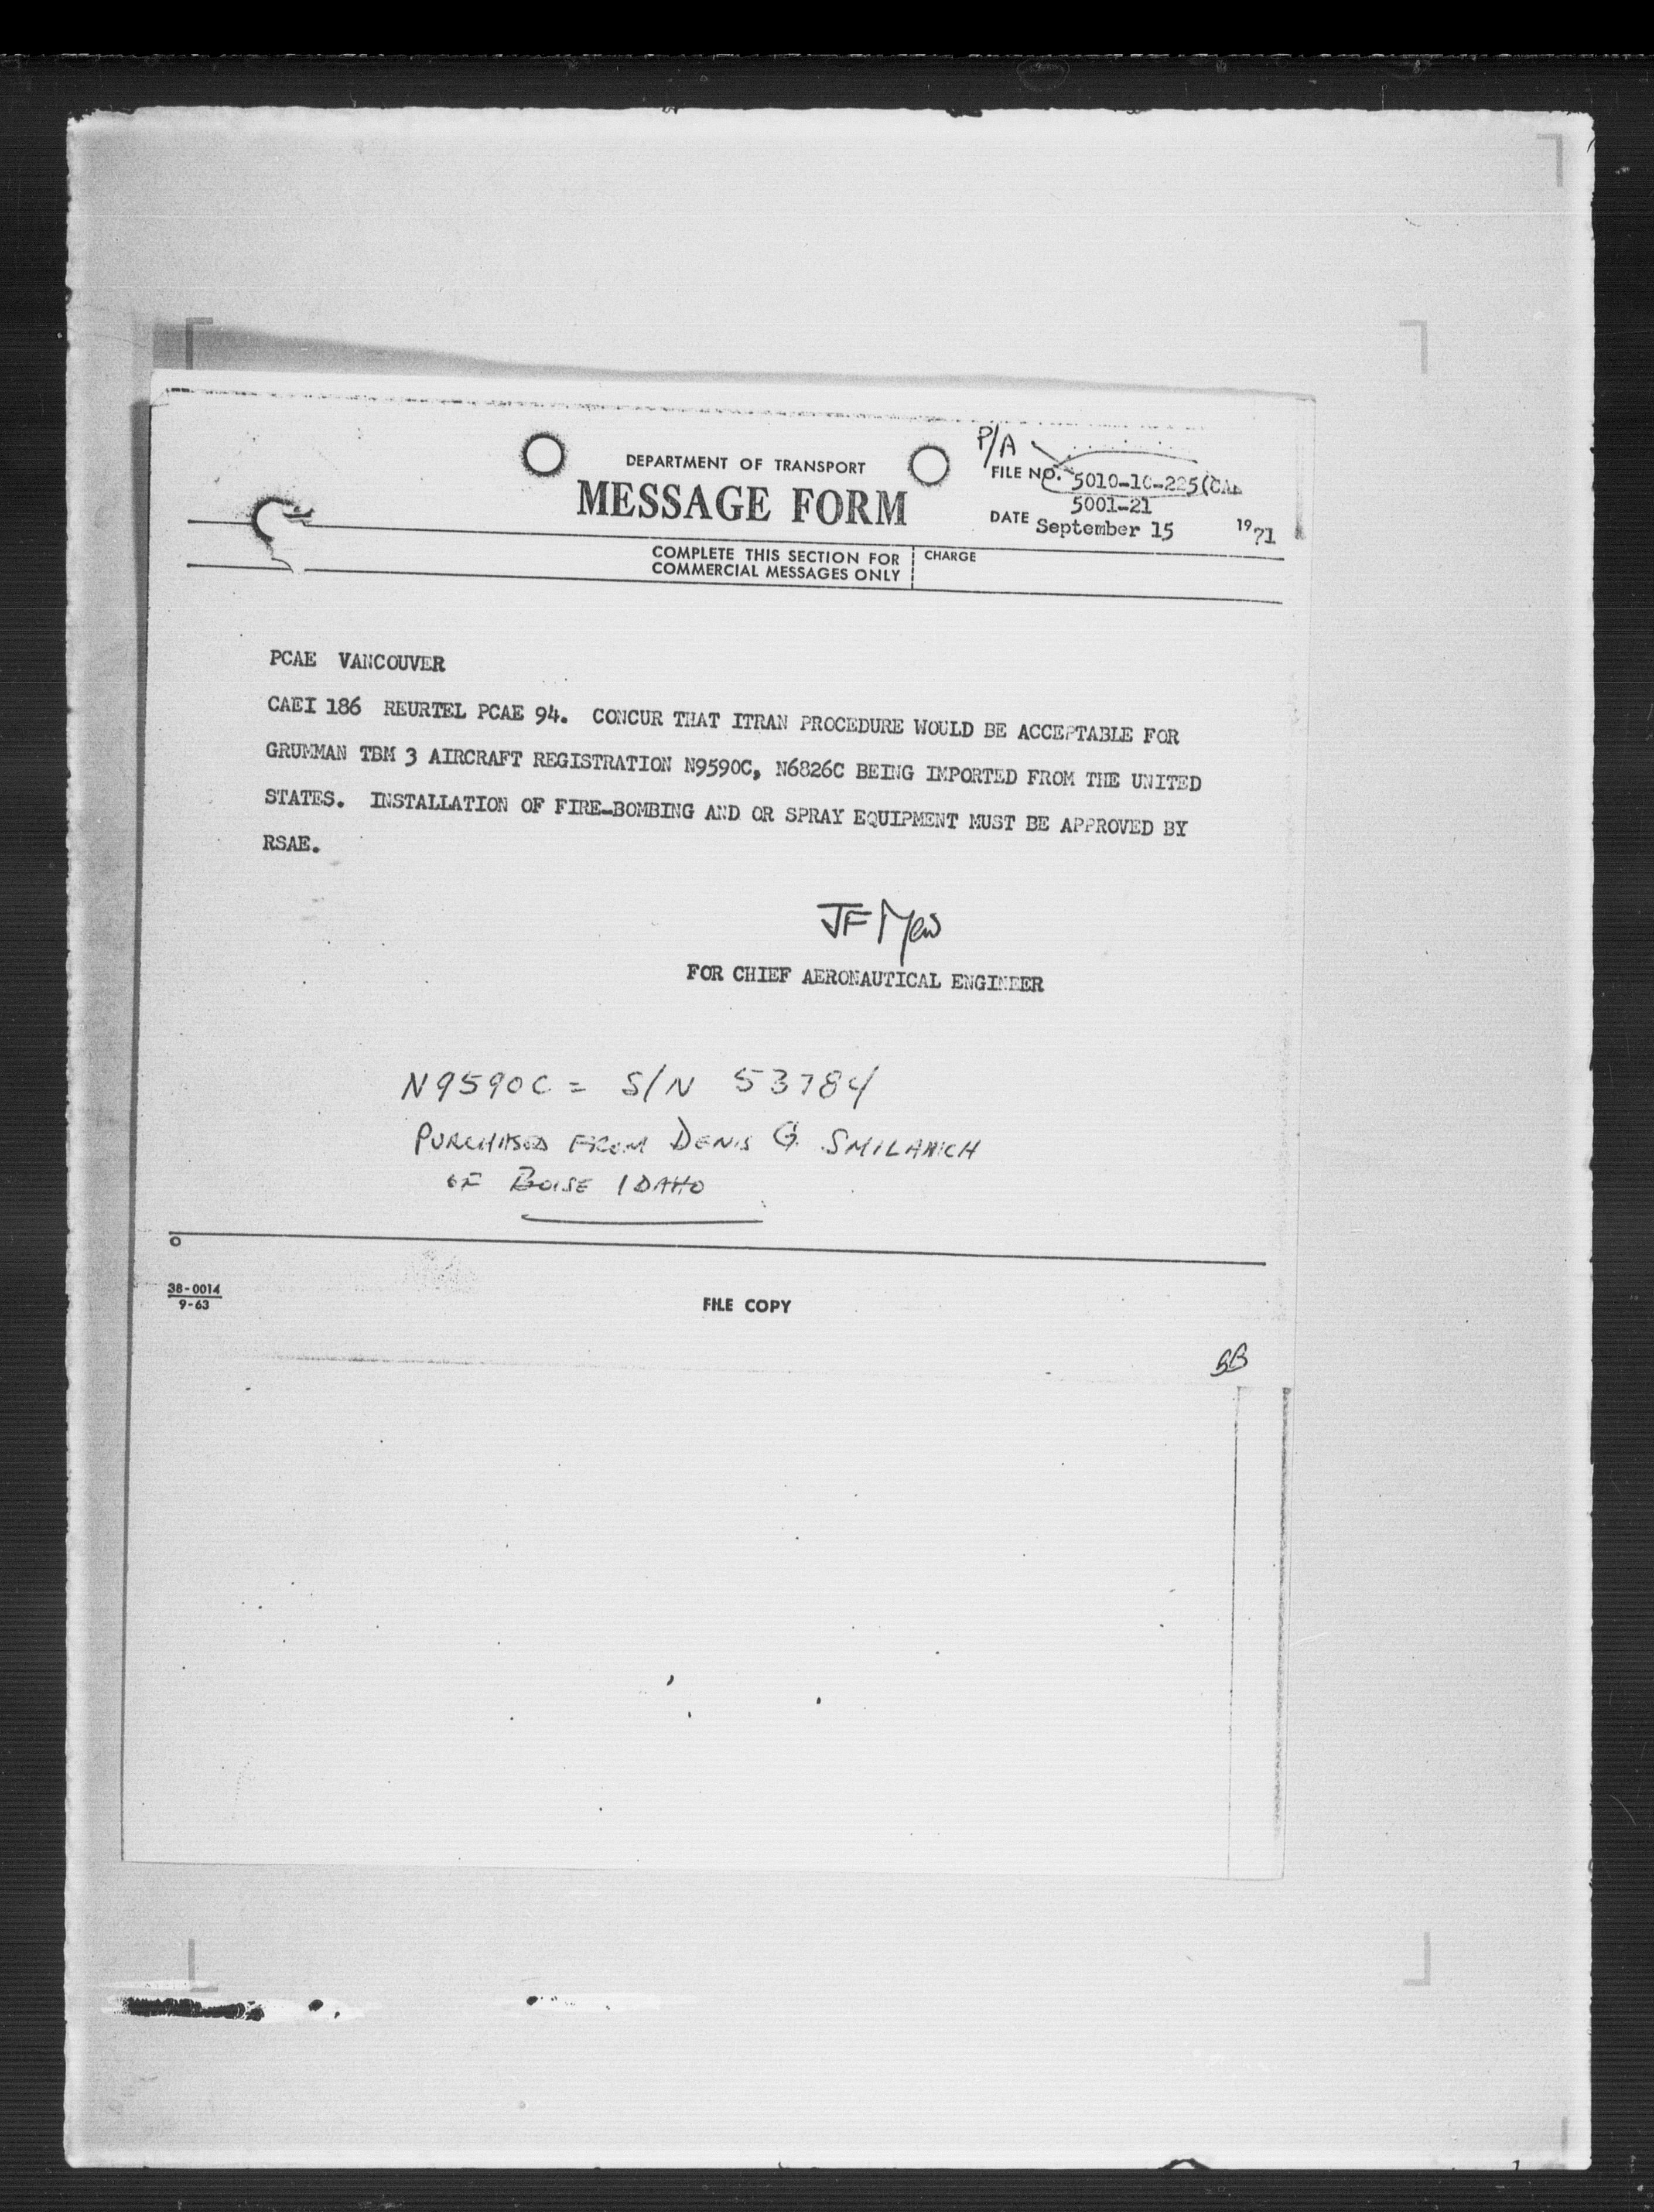 P/A
DEPARTMENT OF TRANSPORT
MESSAGE FORM
FILE NO. 5010-10-225(CAE
5001-21
DATE September 15 1971
COMPLETE THIS SECTION FOR
COMMERCIAL MESSAGES ONLY
CHARGE
PCAE VANCOUVER
CAEI 186 REURTEL PCAE 94. CONCUR THAT ITRAN PROCEDURE WOULD BE ACCEPTABLE FOR
GRUMMAN TBM 3 AIRCRAFT REGISTRATION N9590C, N6826C BEING IMPORTED FROM THE UNITED
STATES. INSTALLATION OF FIRE-BOMBING AND OR SPRAY EQUIPMENT MUST BE APPROVED BY
RSAE.
JF Mew
FOR CHIEF AERONAUTICAL ENGINEER
N9590C = S/N 53784
PURCHASED FROM DENIS G. SMILANICH
OF BOISE IDAHO
38-0014
9-63
FILE COPY
BB